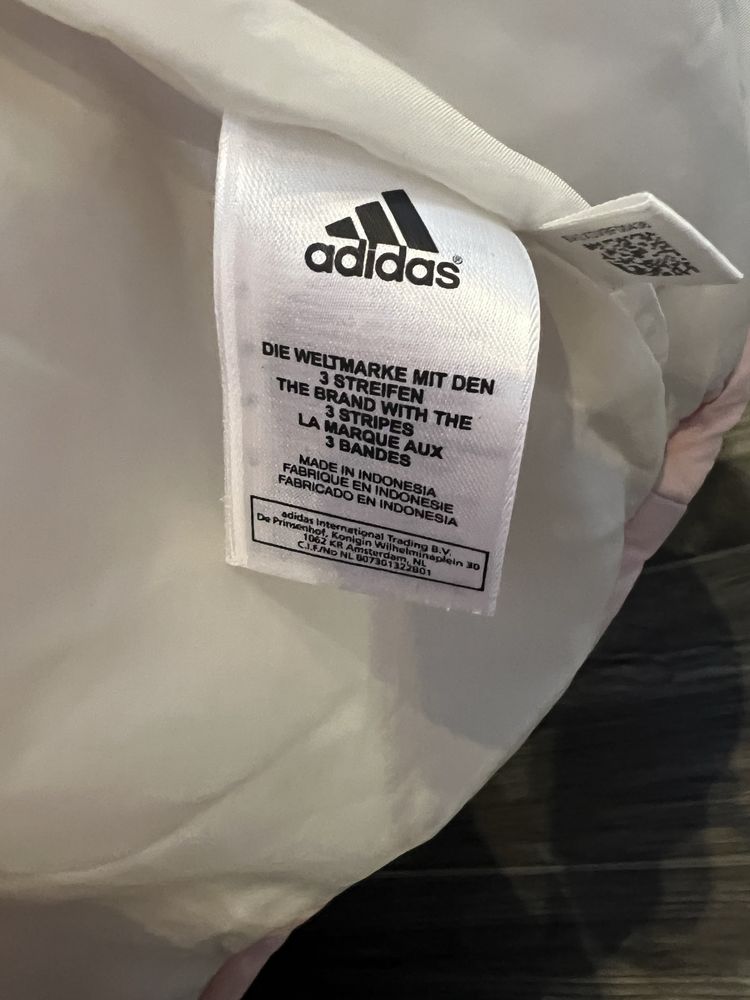 adidas®
DIE WELTMARKE MIT DEN
3 STREIFEN
THE BRAND WITH THE
3 STRIPES
LA MARQUE AUX
3 BANDES
MADE IN INDONESIA
FABRIQUE EN INDONESIE
FABRICADO EN INDONESIA
adidas International Trading B.V.
De Prinsenhof, Konigin Wilhelminaplein 30
1062 KR Amsterdam, NL
C.I.F./No NL 807301322B01